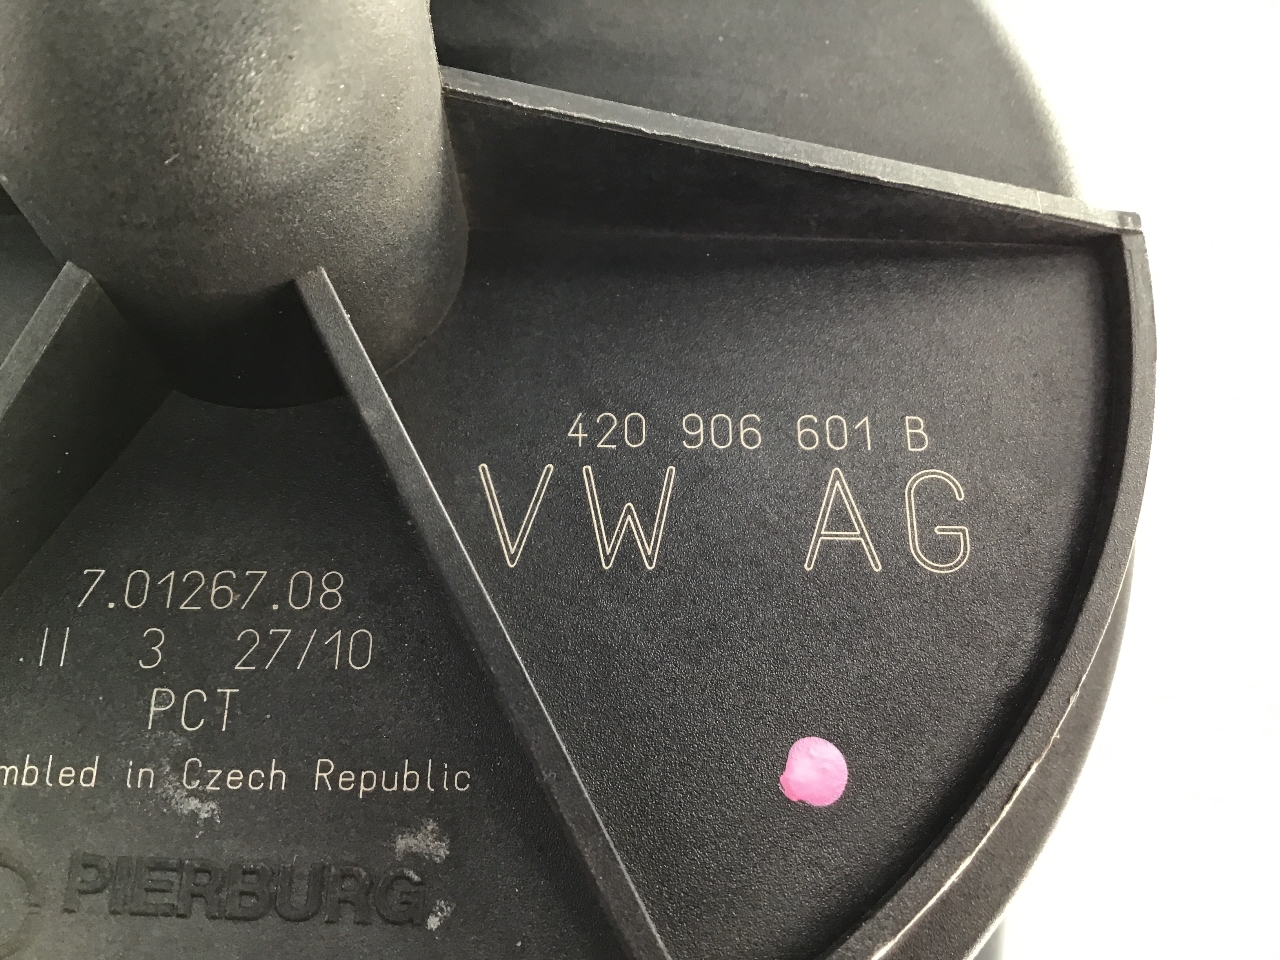 420 906 601 B
VW AG
7.01267.08
.II 3 27/10
PCT
mbled in Czech Republic
PIERBURG